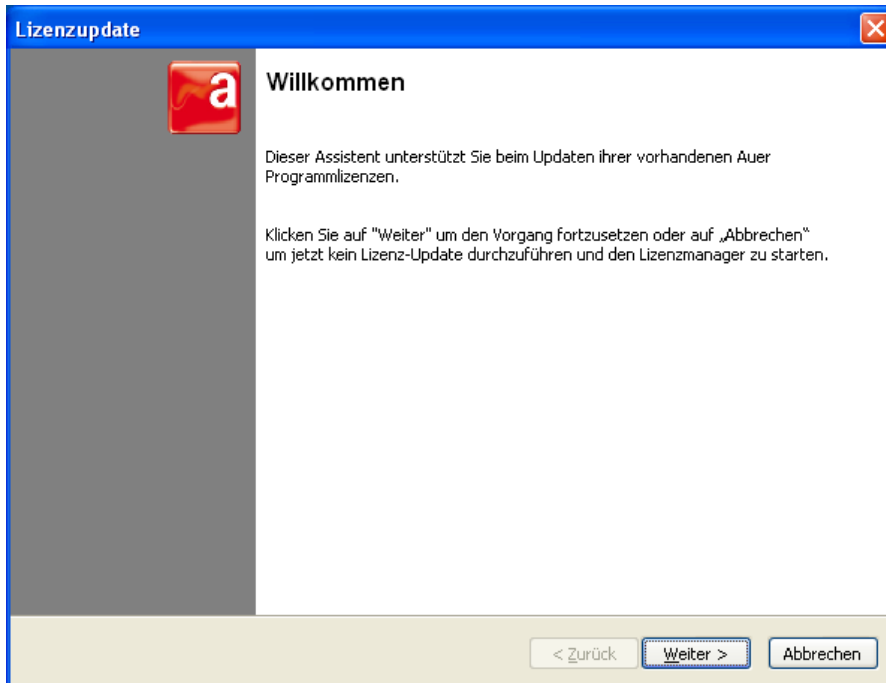 Lizenzupdate
a
Willkommen
Dieser Assistent unterstützt Sie beim Updaten ihrer vorhandenen Auer
Programmlizenzen.
Klicken Sie auf "Weiter" um den Vorgang fortzusetzen oder auf „Abbrechen“
um jetzt kein Lizenz-Update durchzuführen und den Lizenzmanager zu starten.
< Zurück
Weiter >
Abbrechen